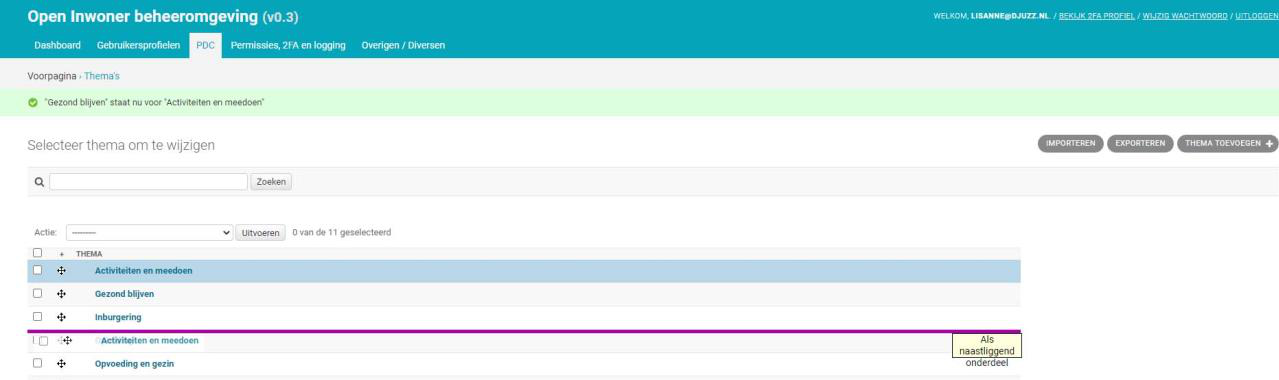 Open Inwoner beheeromgeving (v0.3)
WELKOM, LISANNE@DJUZZ.NL. / BEKIJK 2FA PROFIEL / WIJZIG WACHTWOORD / UITLOGGEN
Dashboard Gebruikersprofielen PDC Permissies, 2FA en logging Overigen / Diversen
Voorpagina › Thema's
"Gezond blijven" staat nu voor "Activiteiten en meedoen"
Selecteer thema om te wijzigen
IMPORTEREN EXPORTEREN THEMA TOEVOEGEN +
Zoeken
Actie: --------- Uitvoeren 0 van de 11 geselecteerd
+ THEMA
Activiteiten en meedoen
Gezond blijven
Inburgering
Activiteiten en meedoen
Als
naastliggend
onderdeel
Opvoeding en gezin